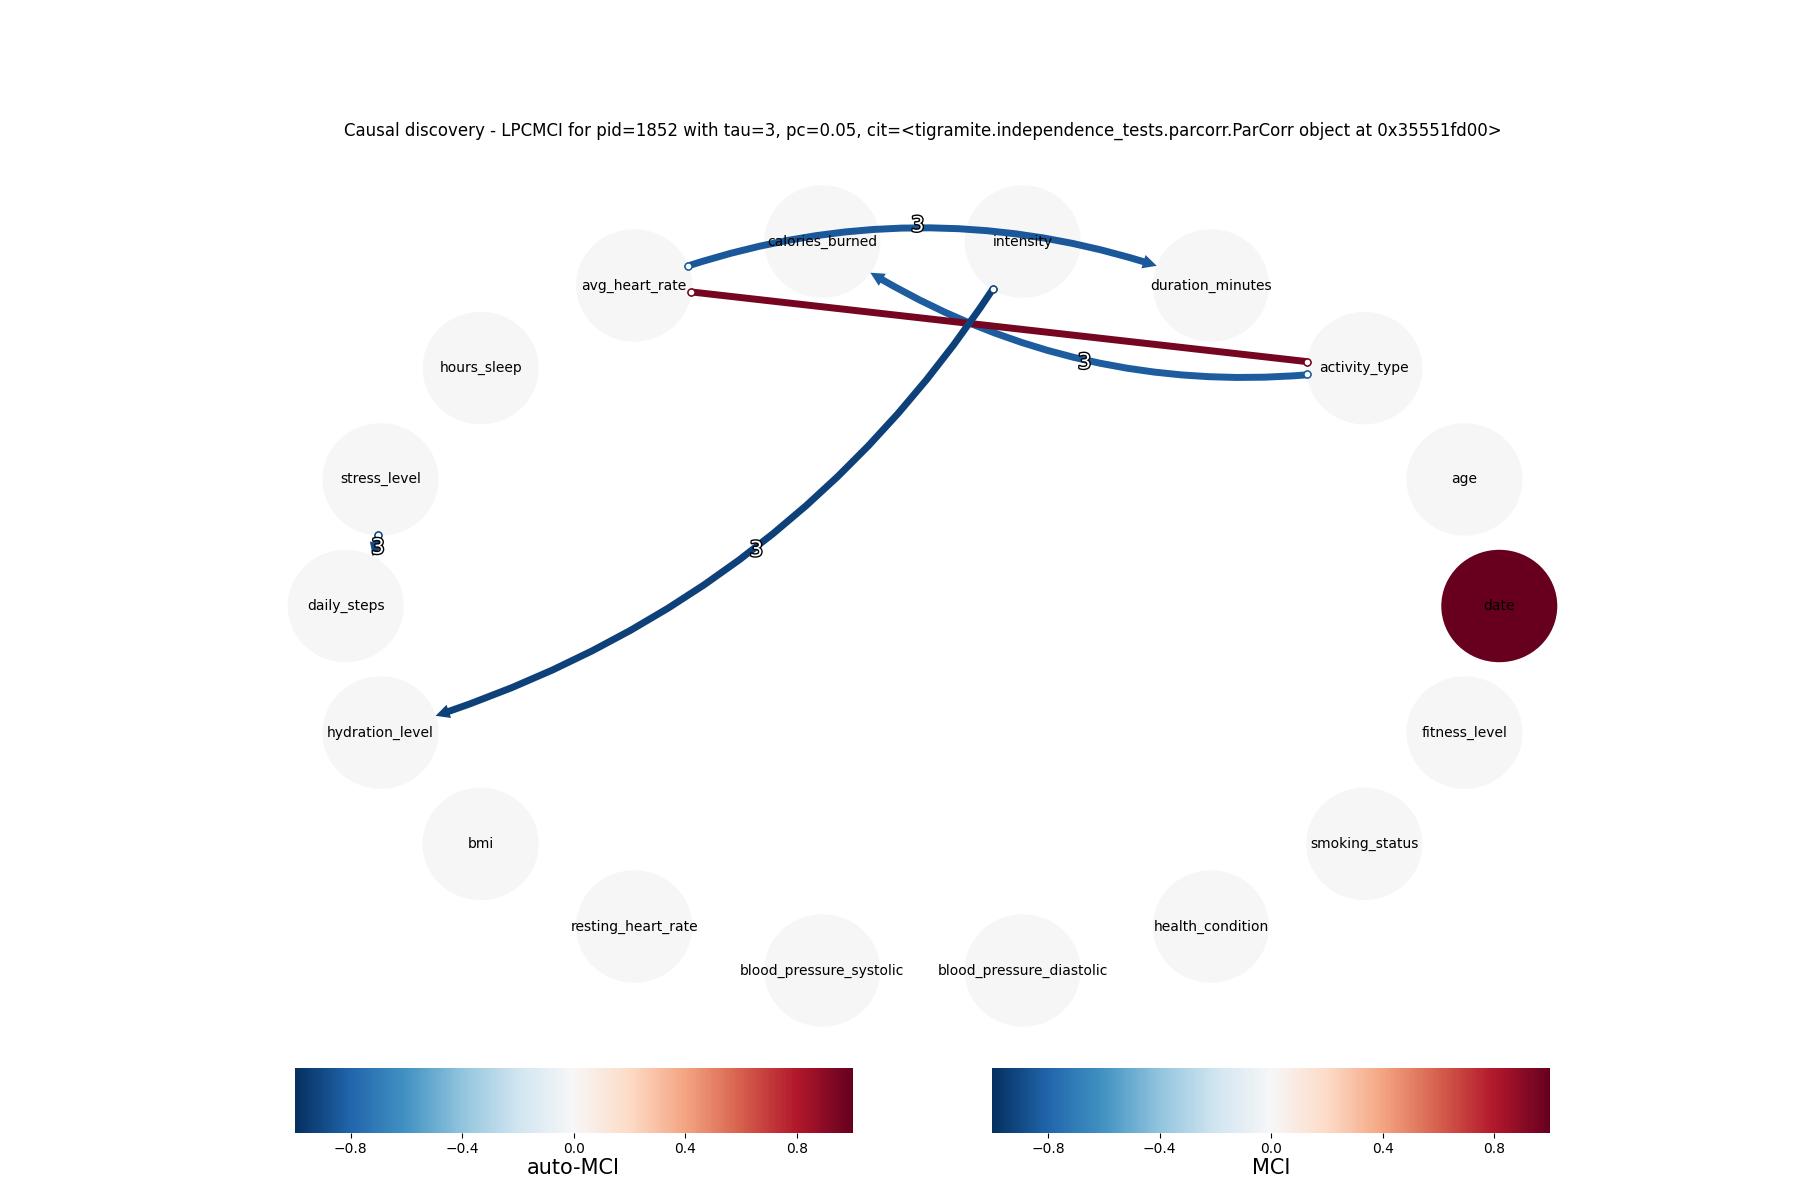 Causal discovery - LPCMCI for pid=1852 with tau=3, pc=0.05, cit=<tigramite.independence_tests.parcorr.ParCorr object at 0x35551fd00>
3
calories_burned
intensity
avg_heart_rate
duration_minutes
3
hours_sleep
activity_type
stress_level
age
3
3
daily_steps
date
hydration_level
fitness_level
bmi
smoking_status
resting_heart_rate
health_condition
blood_pressure_systolic
blood_pressure_diastolic
−0.8 −0.4 0.0 0.4 0.8
auto-MCI
−0.8 −0.4 0.0 0.4 0.8
MCI